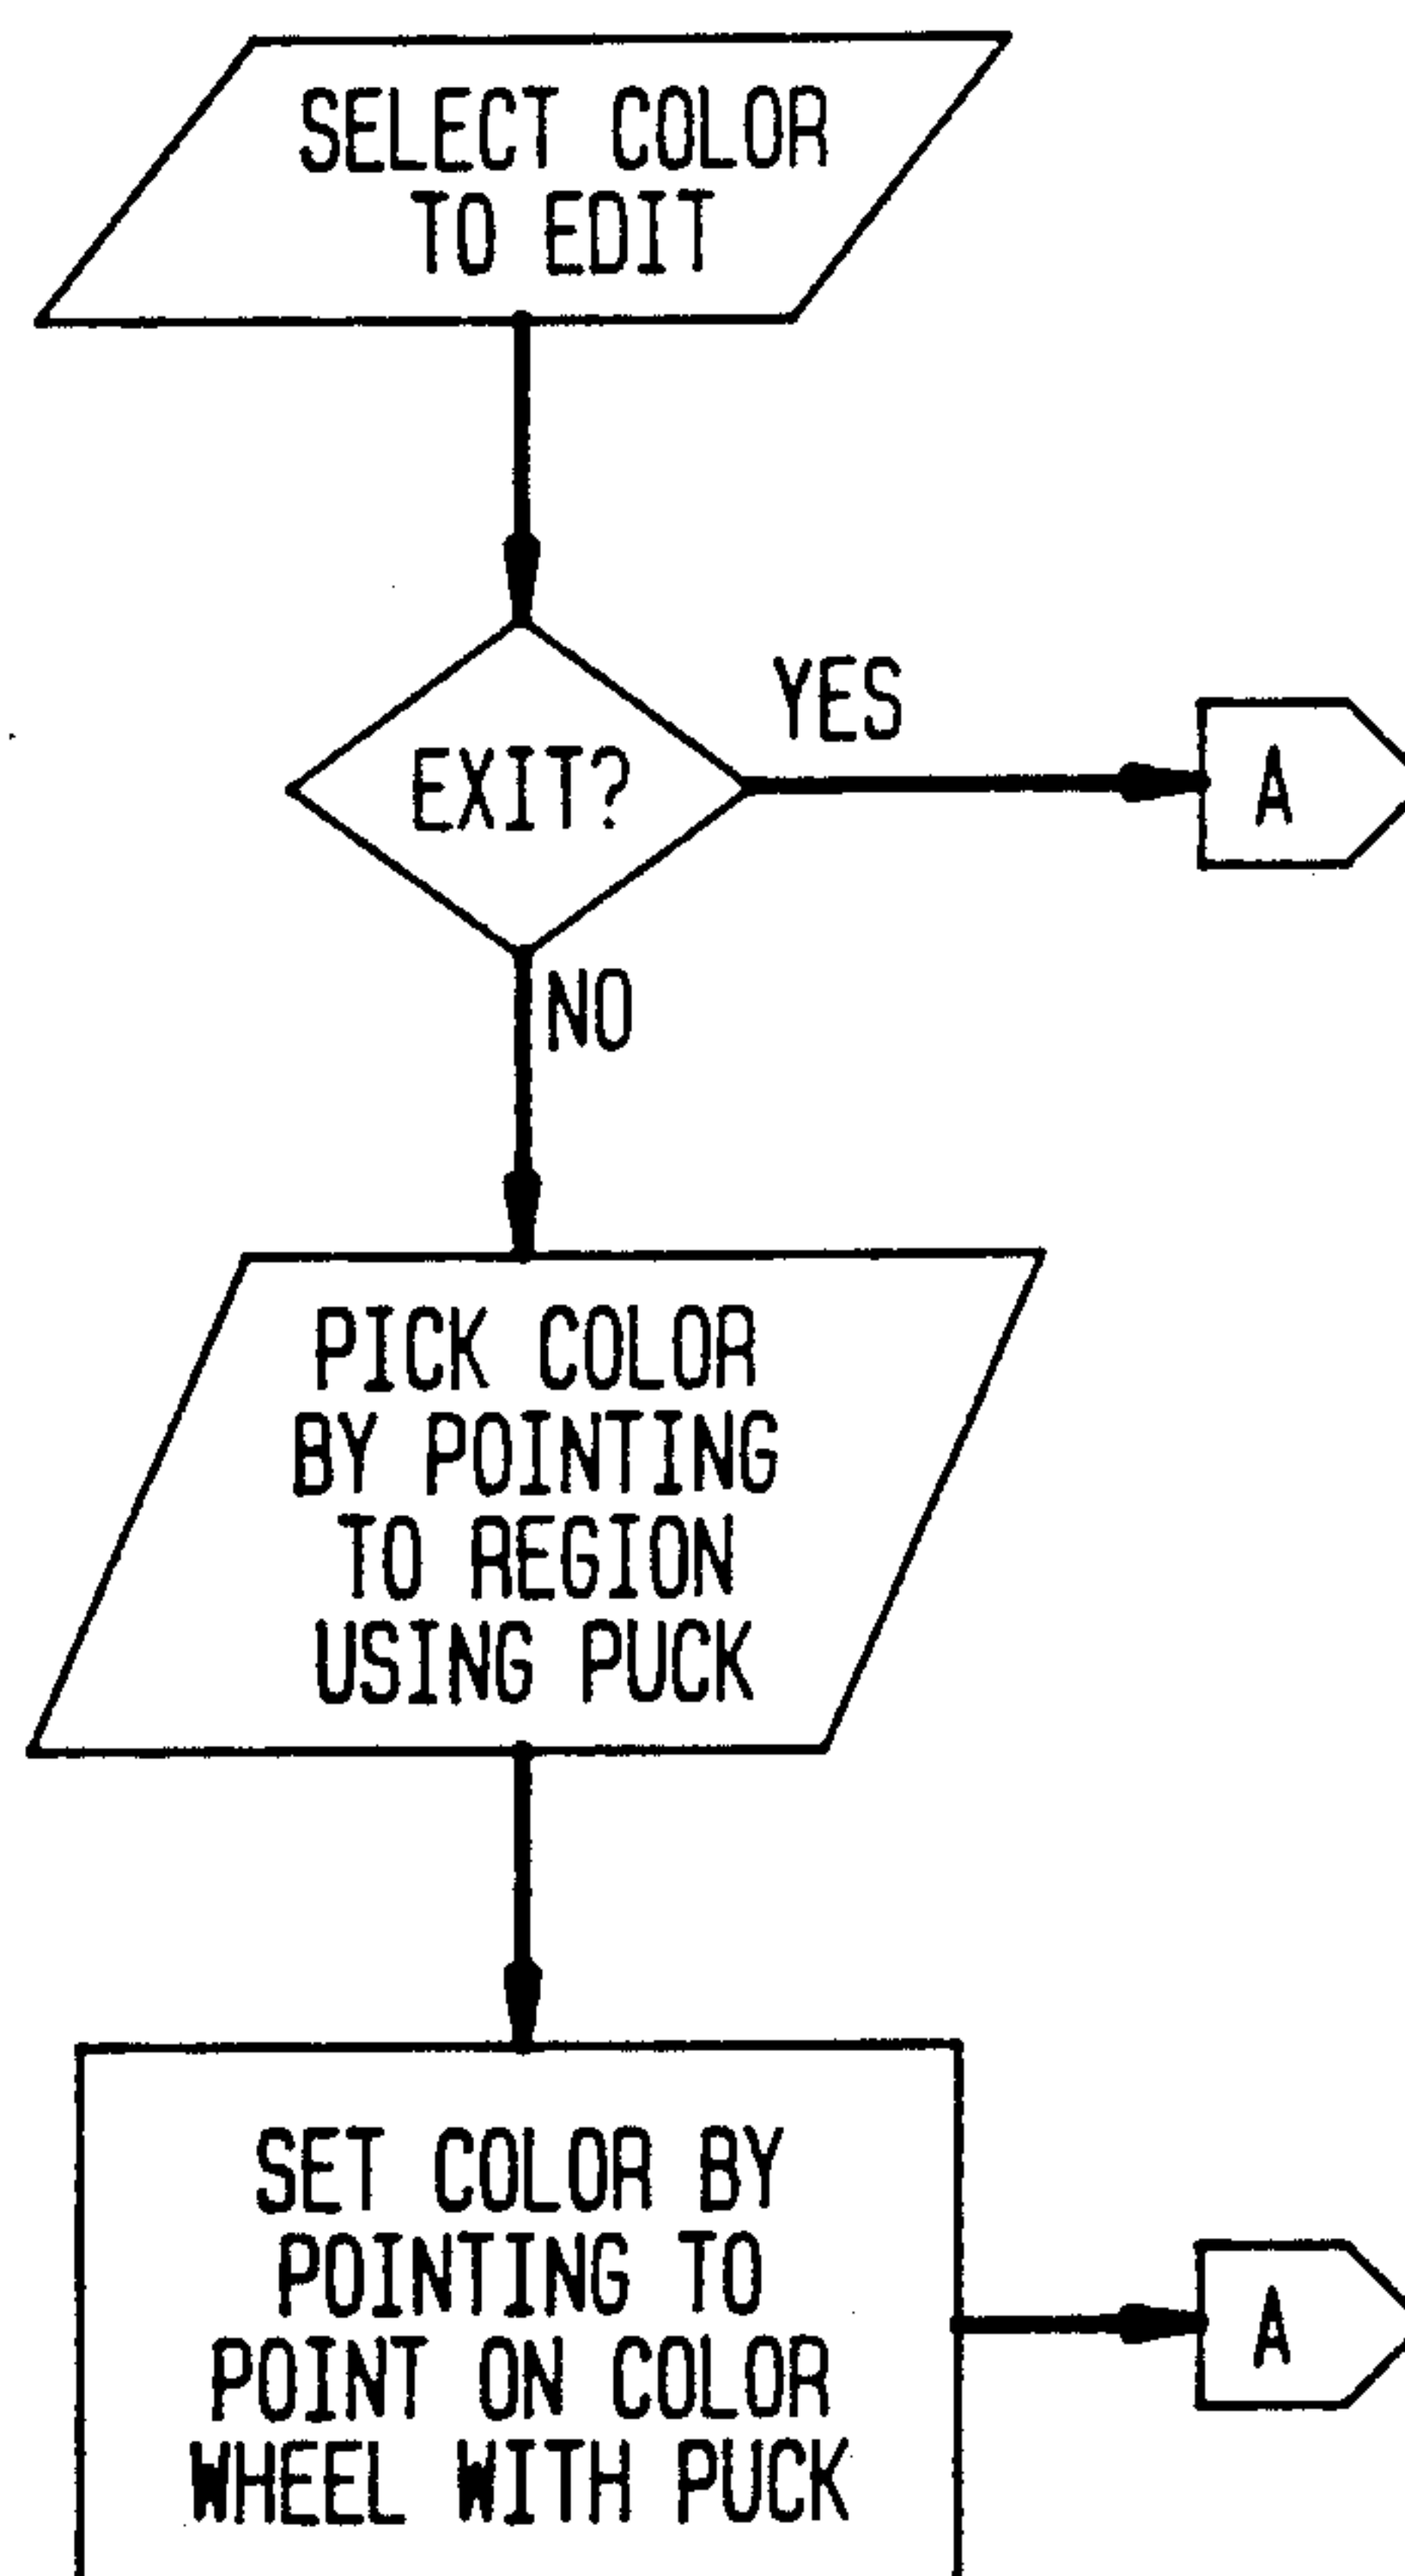 SELECT COLOR
TO EDIT
YES
EXIT?
A
NO
PICK COLOR
BY POINTING
TO REGION
USING PUCK
SET COLOR BY
POINTING TO
POINT ON COLOR
WHEEL WITH PUCK
A